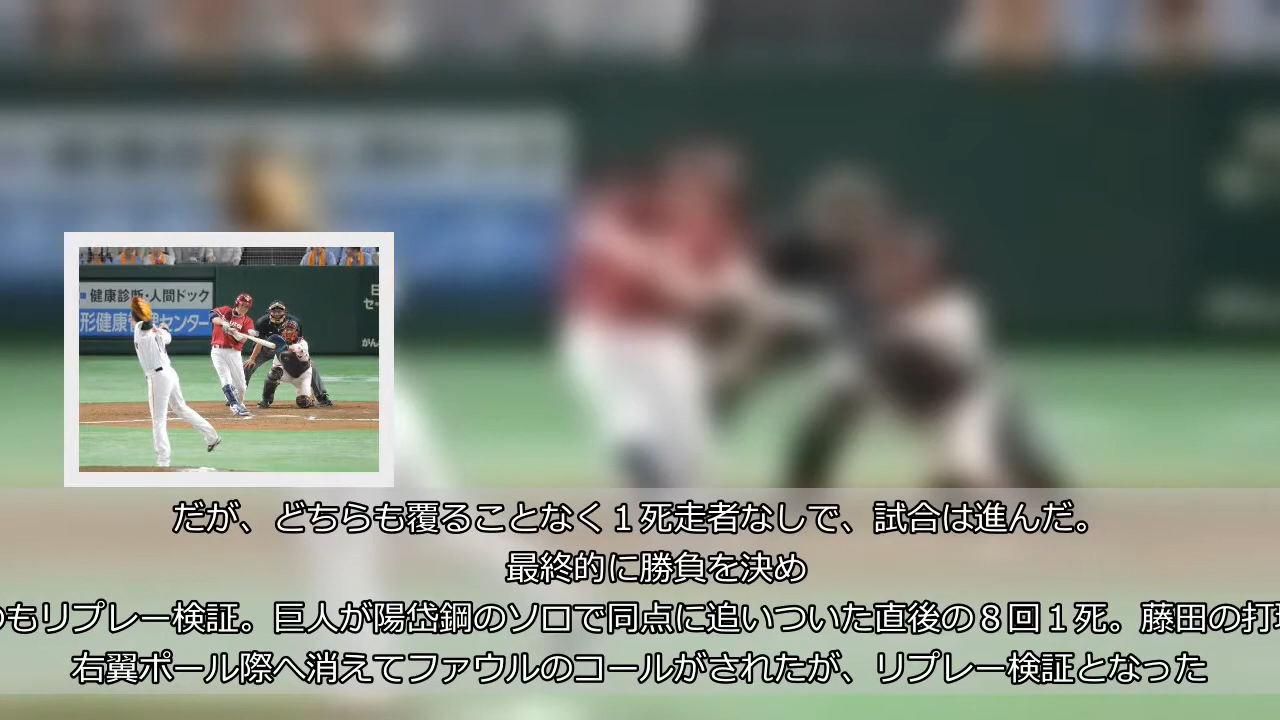 健康診断・人間ドック
形健康管理センター
だが、どちらも覆ることなく１死走者なしで、試合は進んだ。
最終的に勝負を決め
のもリプレー検証。巨人が陽岱鋼のソロで同点に追いついた直後の８回１死。藤田の打球
右翼ポール際へ消えてファウルのコールがされたが、リプレー検証となった